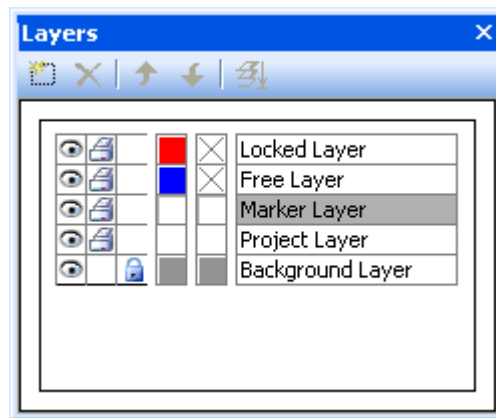 Layers
Locked Layer
Free Layer
Marker Layer
Project Layer
Background Layer